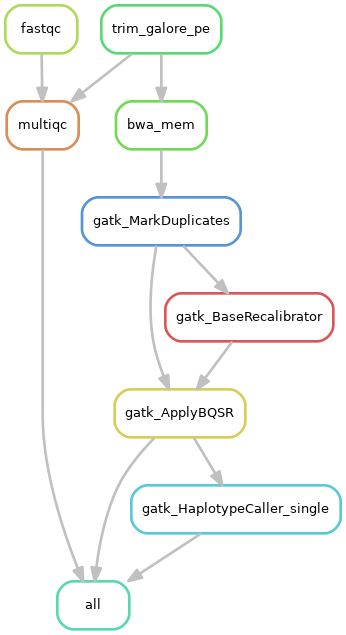 fastqc
trim_galore_pe
multiqc
bwa_mem
gatk_MarkDuplicates
gatk_BaseRecalibrator
gatk_ApplyBQSR
gatk_HaplotypeCaller_single
all